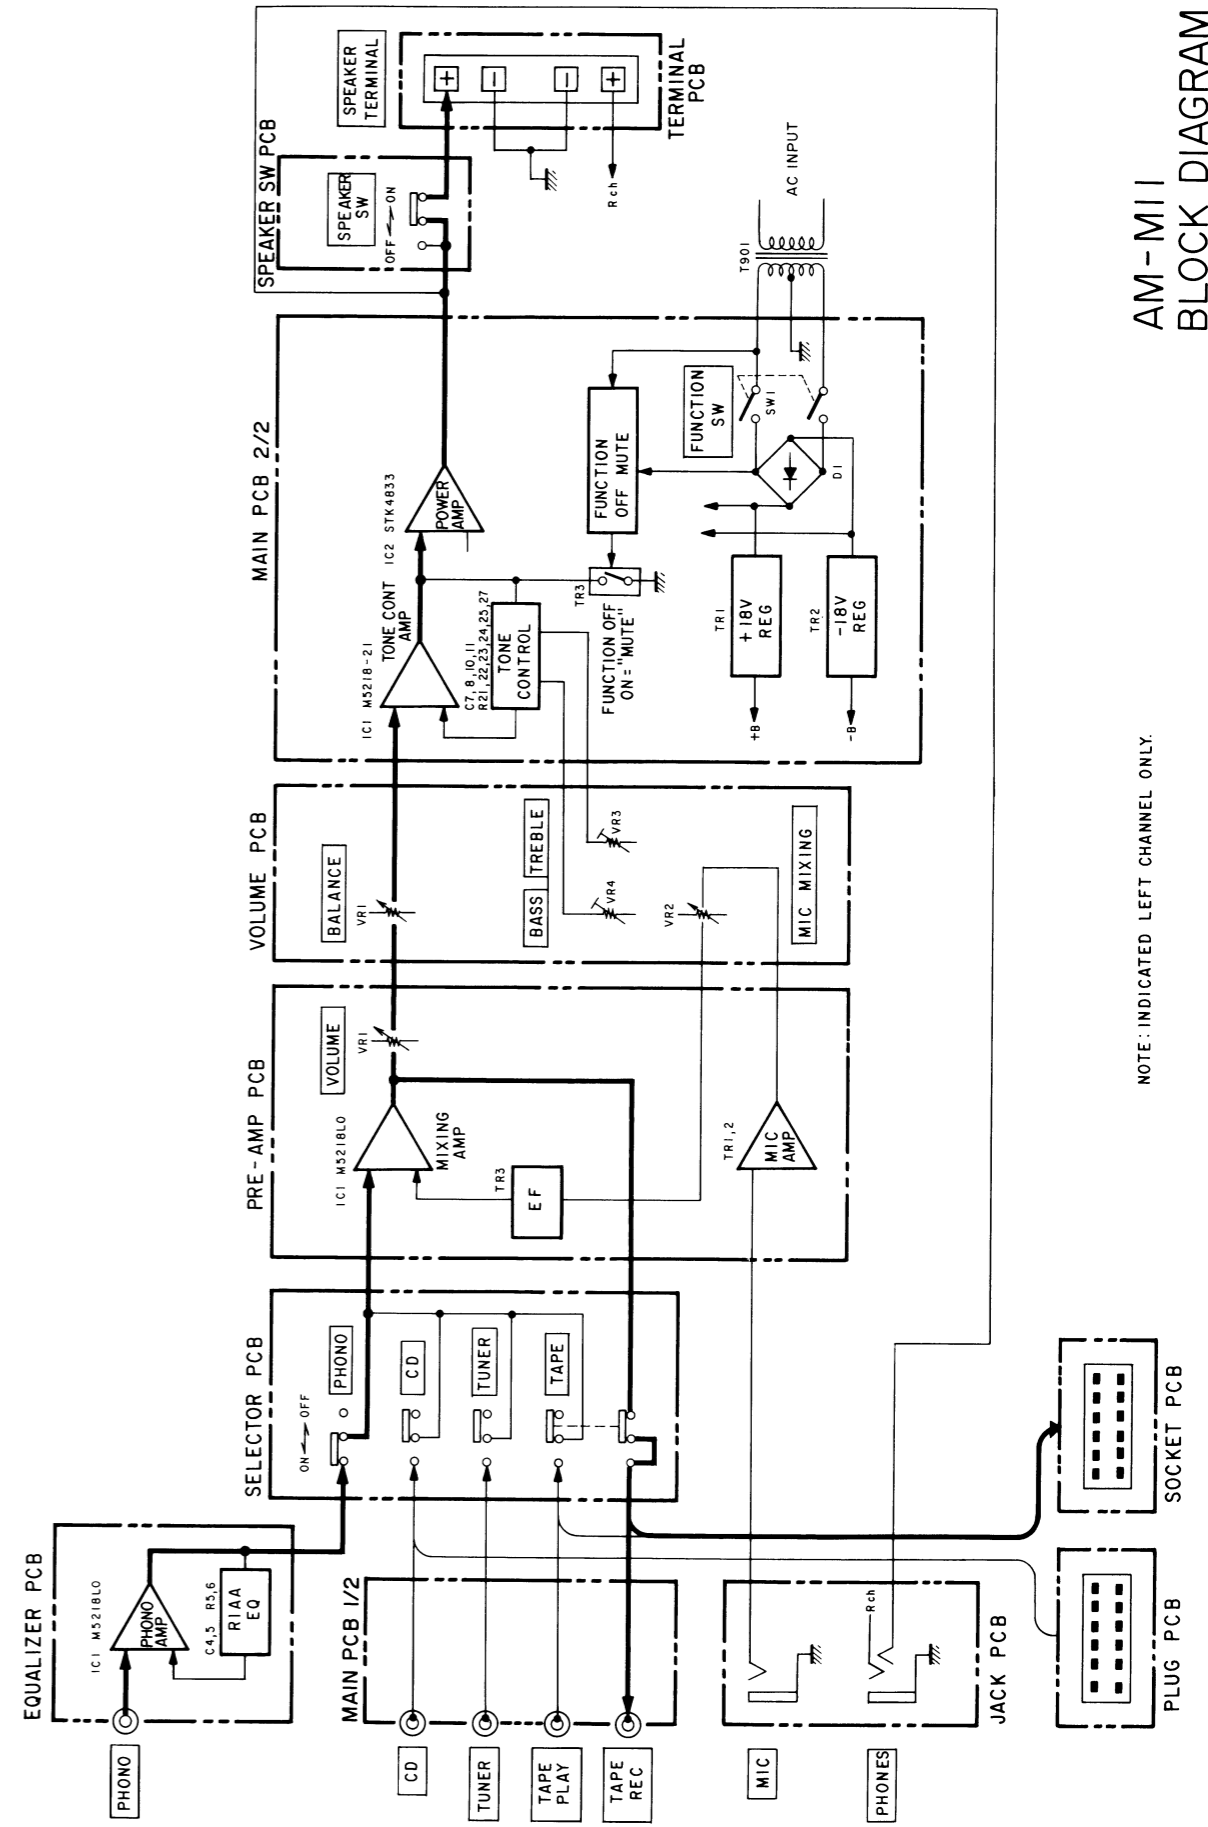 AM-M11
BLOCK DIAGRAM
EQUALIZER PCB
PHONO
IC1 M5218L0
PHONO
AMP
C4,5 R5,6
RIAA
EQ
MAIN PCB 1/2
CD
TUNER
TAPE
PLAY
TAPE
REC
MIC
PHONES
Rch
JACK PCB
PLUG PCB
SOCKET PCB
SELECTOR PCB
ON OFF
PHONO
CD
TUNER
TAPE
PRE-AMP PCB
IC1 M5218L0
MIXING
AMP
VOLUME
VR1
TR3
EF
TR1,2
MIC
AMP
VOLUME PCB
BALANCE
VR1
BASS
TREBLE
VR4
VR3
VR2
MIC MIXING
MAIN PCB 2/2
IC1 M5218-21
TONE CONT
AMP
C7,8,10,11
R21,22,23,24,25,27
TONE
CONTROL
IC2 STK4833
POWER
AMP
TR3
FUNCTION OFF
ON="MUTE"
FUNCTION
OFF MUTE
FUNCTION
SW
SW1
D1
TR1
+18V
REG
+B
TR2
-18V
REG
-B
T901
AC INPUT
SPEAKER SW PCB
SPEAKER
SW
OFF ON
SPEAKER
TERMINAL
+
-
-
+
Rch
TERMINAL
PCB
NOTE: INDICATED LEFT CHANNEL ONLY.